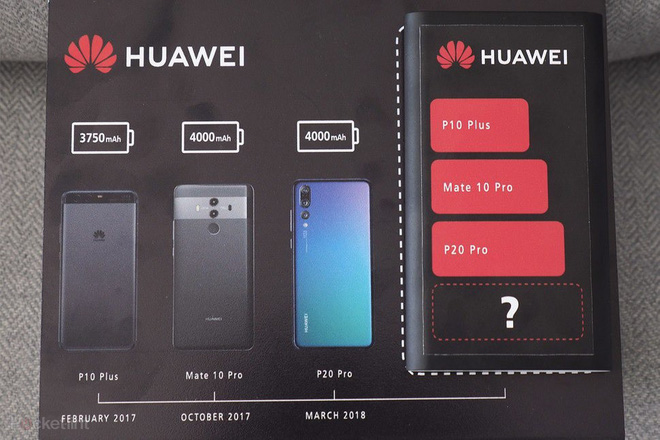 HUAWEI
HUAWEI
3750mAh
4000mAh
4000mAh
P10 Plus
Mate 10 Pro
P20 Pro
?
HUAWEI
HUAWEI
P10 Plus
Mate 10 Pro
P20 Pro
FEBRUARY 2017
OCTOBER 2017
MARCH 2018